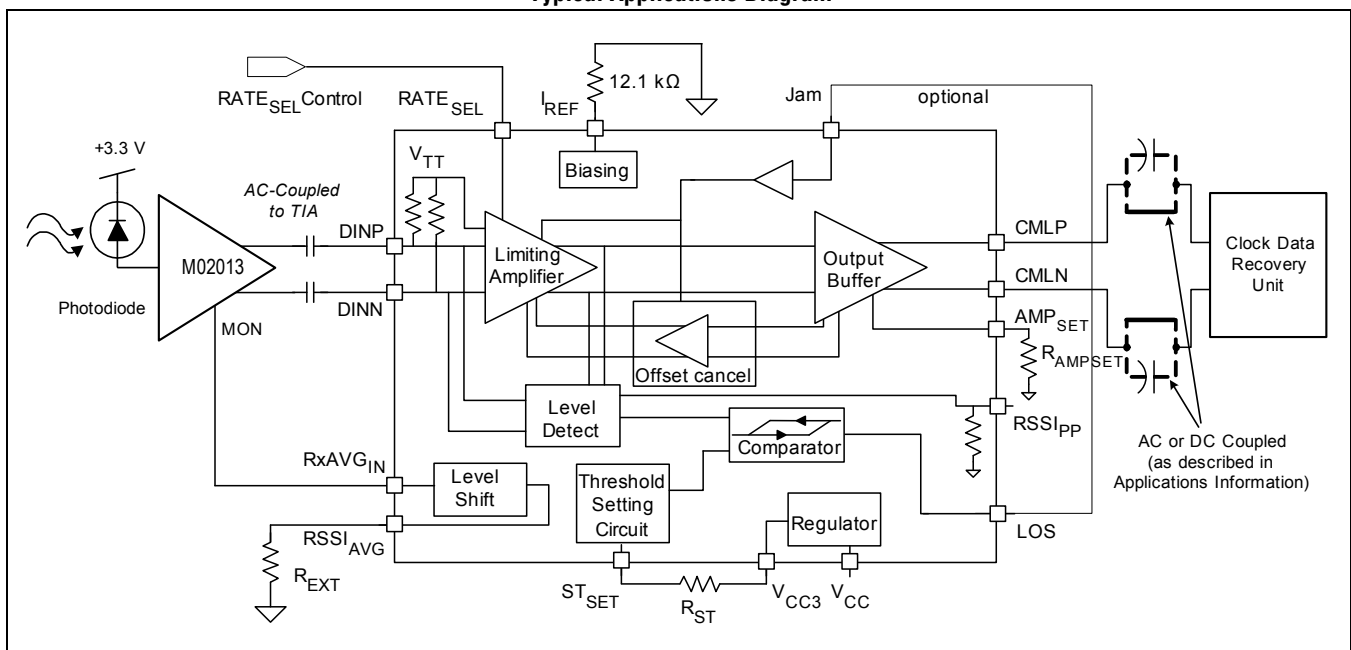 Typical Applications Diagram
12.1 kΩ
RATE_SEL Control
RATE_SEL
I_REF
Jam
optional
+3.3 V
V_TT
Biasing
AC-Coupled
to TIA
DINP
Limiting
Amplifier
Output
Buffer
CMLP
Clock Data
Recovery
Unit
M02013
CMLN
Photodiode
DINN
MON
AMP_SET
R_AMPSET
Offset cancel
Level
Detect
Comparator
RSSI_PP
AC or DC Coupled
(as described in
Applications Information)
RxAVG_IN
Level
Shift
Threshold
Setting
Circuit
Regulator
LOS
RSSI_AVG
R_EXT
ST_SET
R_ST
V_CC3
V_CC